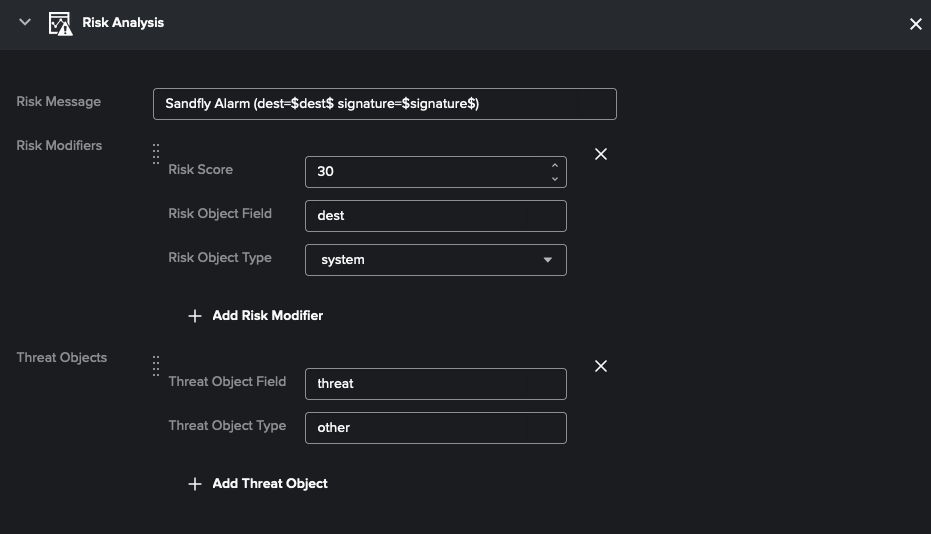 Risk Analysis
Risk Message
Sandfly Alarm (dest=$dest$ signature=$signature$)
Risk Modifiers
Risk Score
30
Risk Object Field
dest
Risk Object Type
system
Add Risk Modifier
Threat Objects
Threat Object Field
threat
Threat Object Type
other
Add Threat Object